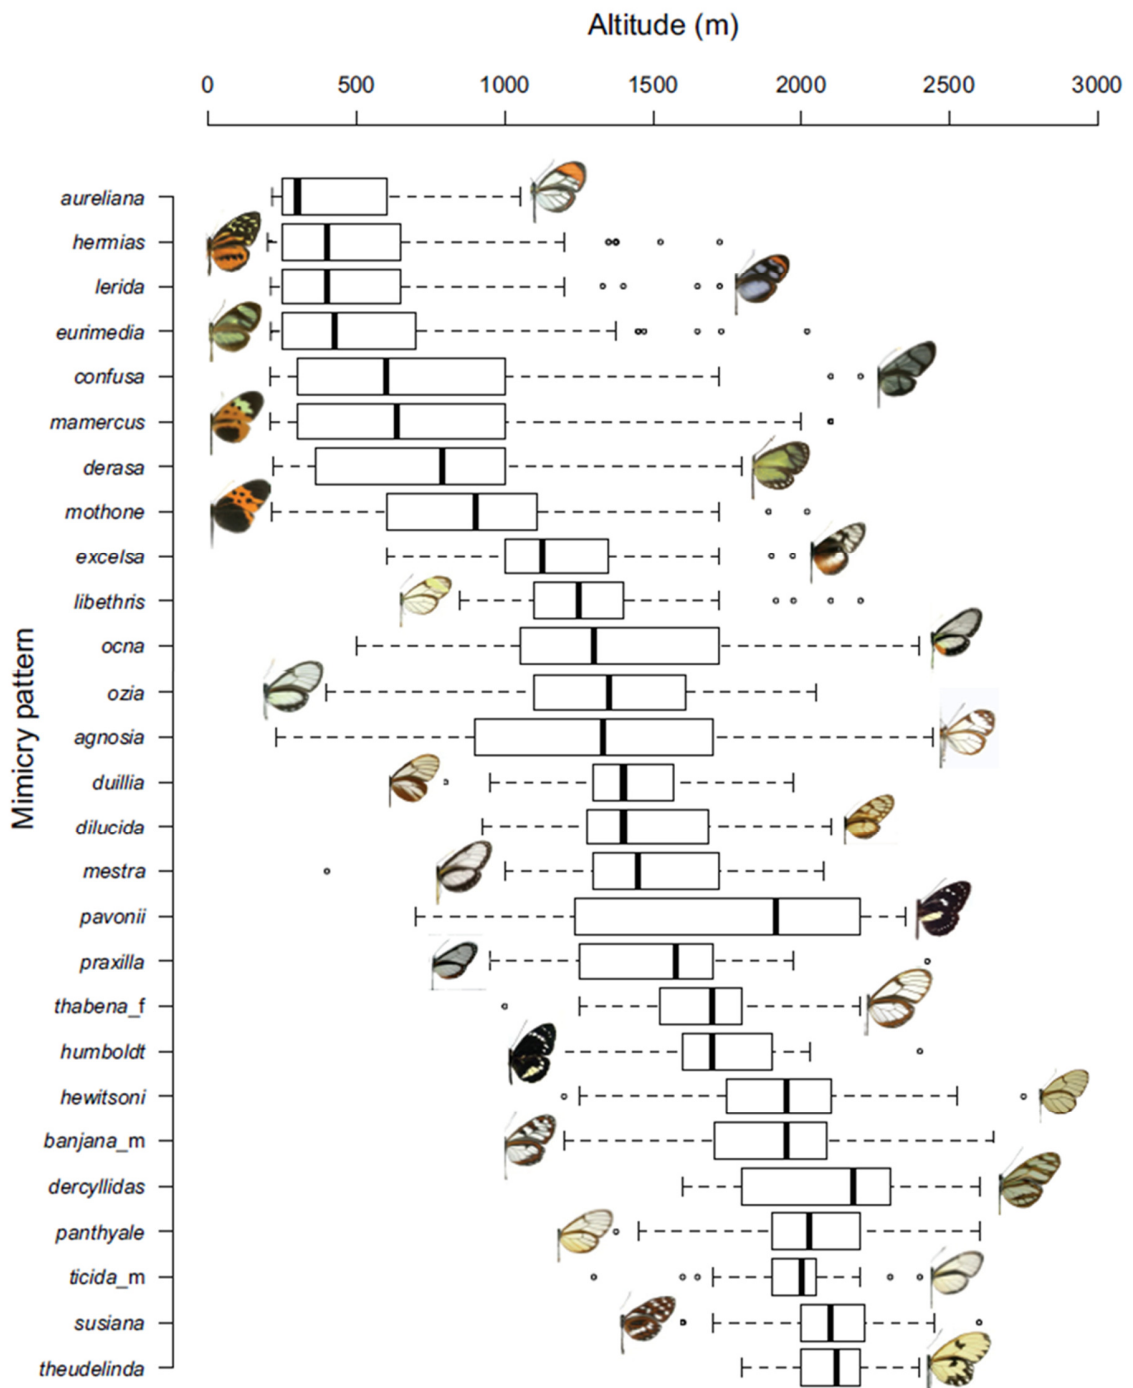 Altitude (m)
0 500 1000 1500 2000 2500 3000
Mimicry pattern
aureliana
hermias
lerida
eurimedia
confusa
mamercus
derasa
mothone
excelsa
libethris
ocna
ozia
agnosia
duillia
dilucida
mestra
pavonii
praxilla
thabena_f
humboldt
hewitsoni
banjana_m
dercyllidas
panthyale
ticida_m
susiana
theudelinda